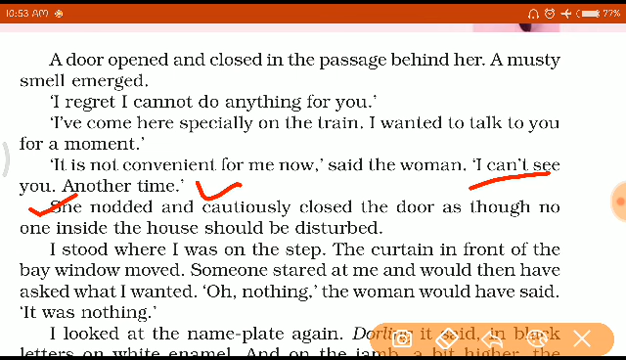 10:53 AM
77%
A door opened and closed in the passage behind her. A musty
smell emerged.
‘I regret I cannot do anything for you.’
‘I’ve come here specially on the train. I wanted to talk to you
for a moment.’
‘It is not convenient for me now,’ said the woman. ‘I can’t see
you. Another time.’
She nodded and cautiously closed the door as though no
one inside the house should be disturbed.
I stood where I was on the step. The curtain in front of the
bay window moved. Someone stared at me and would then have
asked what I wanted. ‘Oh, nothing,’ the woman would have said.
‘It was nothing.’
I looked at the name-plate again. Dorling it said, in black
letters on white enamel. And on the jamb, a bit higher, the